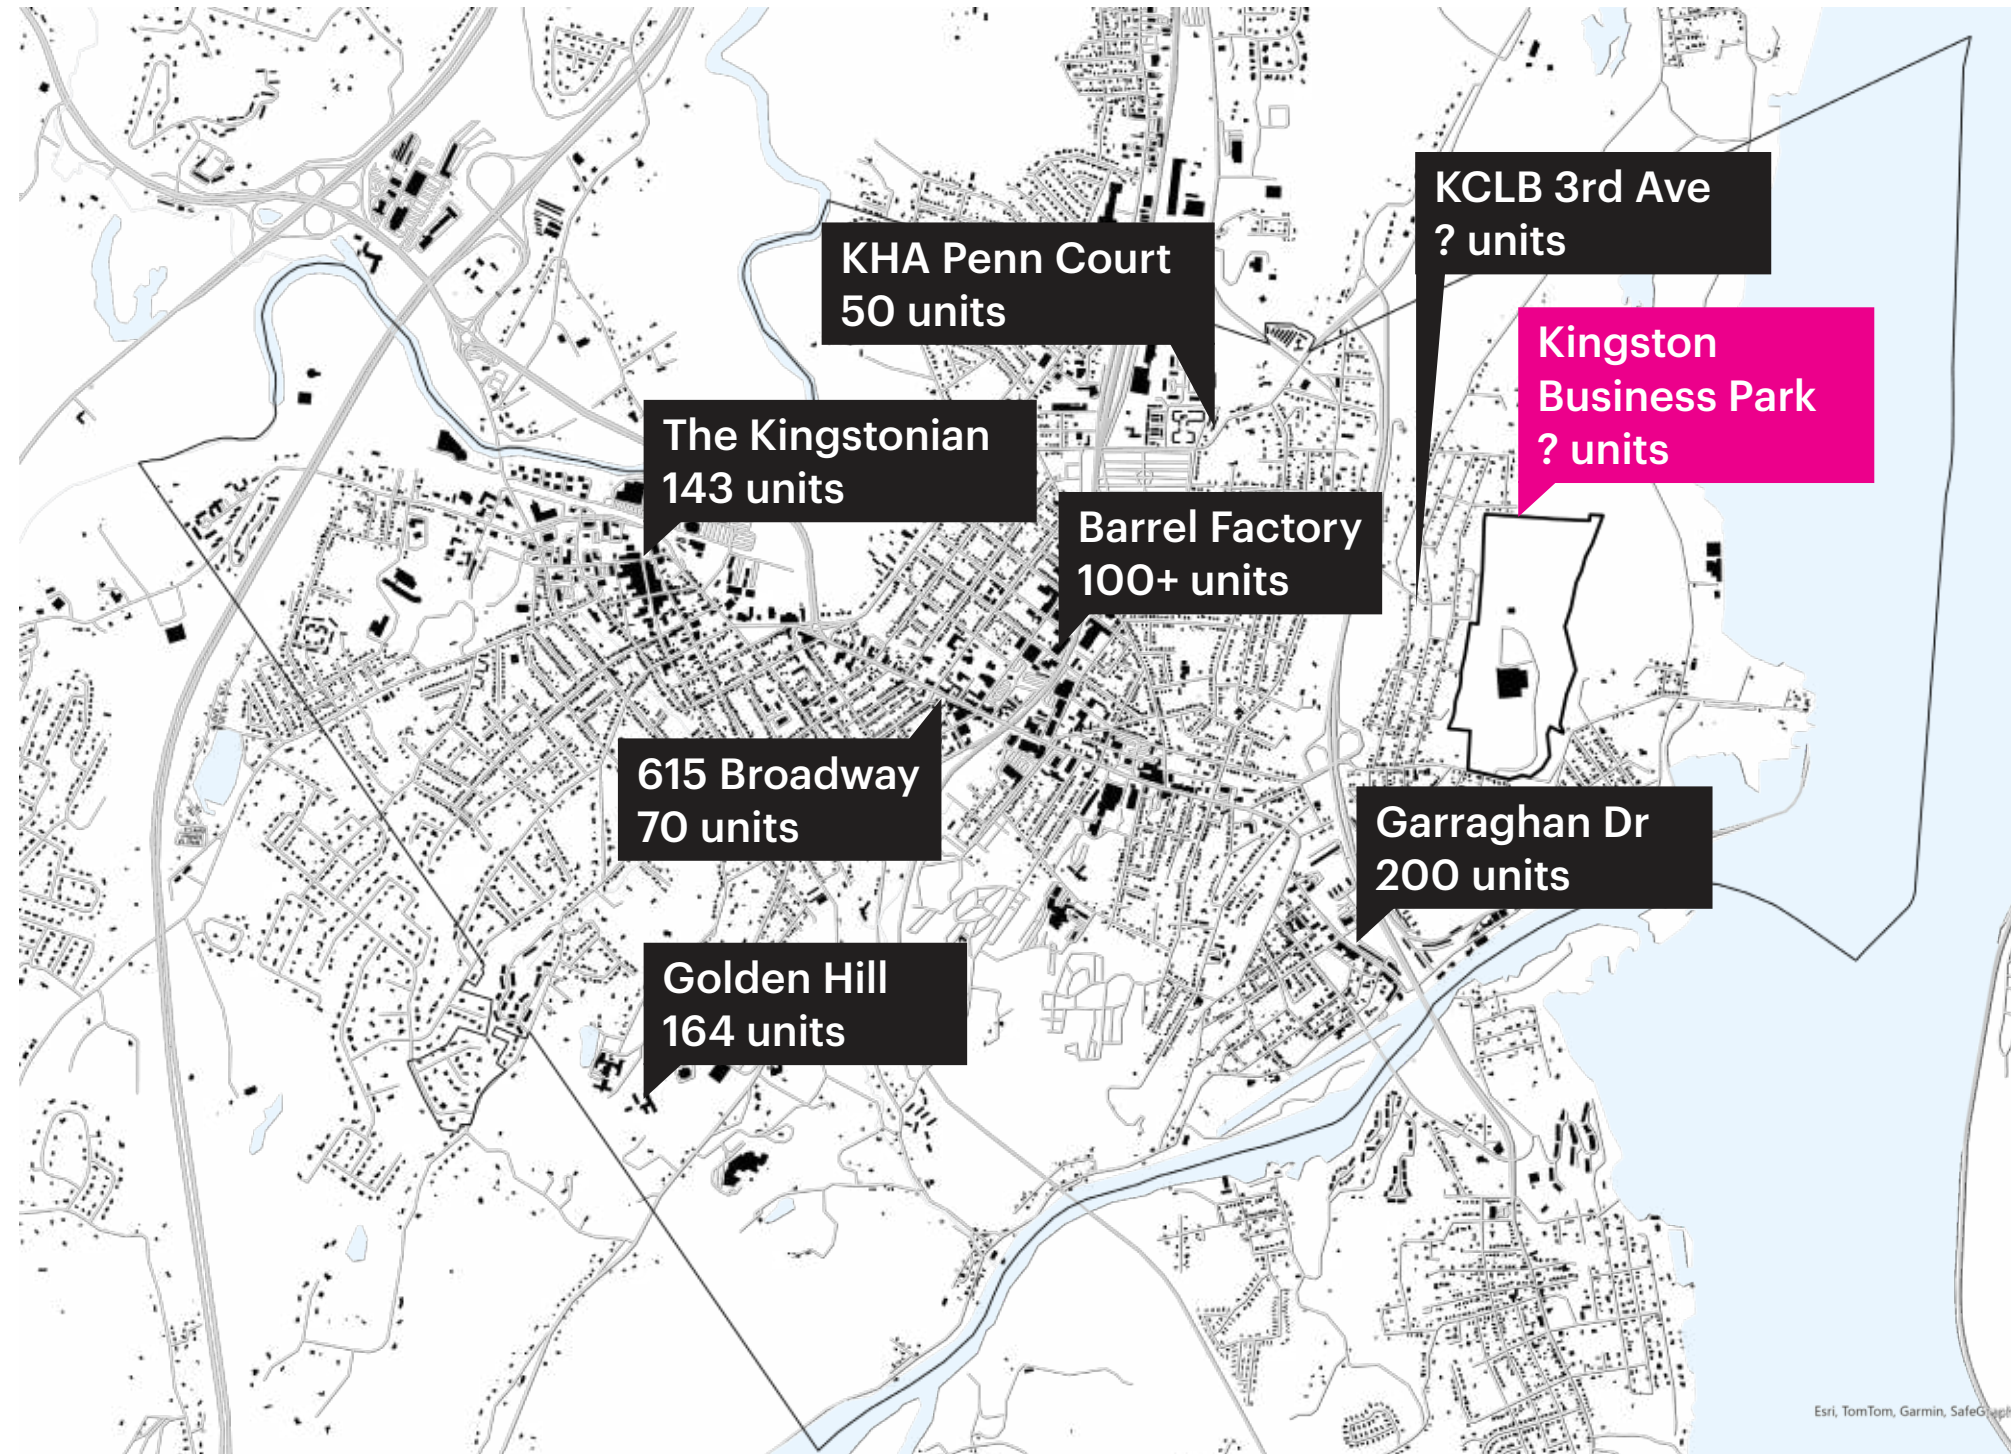 KCLB 3rd Ave
? units
KHA Penn Court
50 units
Kingston
Business Park
? units
The Kingstonian
143 units
Barrel Factory
100+ units
615 Broadway
70 units
Garraghan Dr
200 units
Golden Hill
164 units
Esri, TomTom, Garmin, SafeGraph